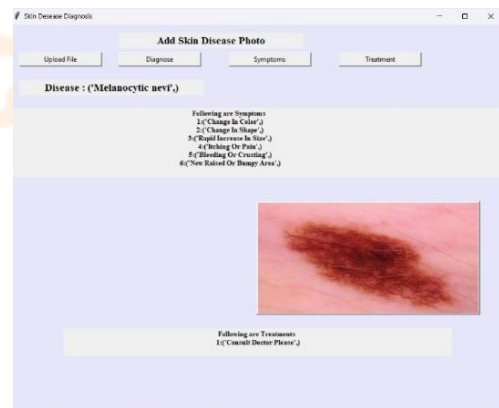 Skin Desease Diagnosis
Add Skin Disease Photo
Upload File
Diagnose
Symptoms
Treatment
Disease : ('Melanocytic nevi',)
Following are Symptoms
1:('Change In Color',)
2:('Change In Shape',)
3:('Rapid Increase In Size',)
4:('Itching Or Pain',)
5:('Bleeding Or Crusting',)
6:('New Raised Or Bumpy Area',)
Following are Treatments
1:('Consult Doctor Please',)